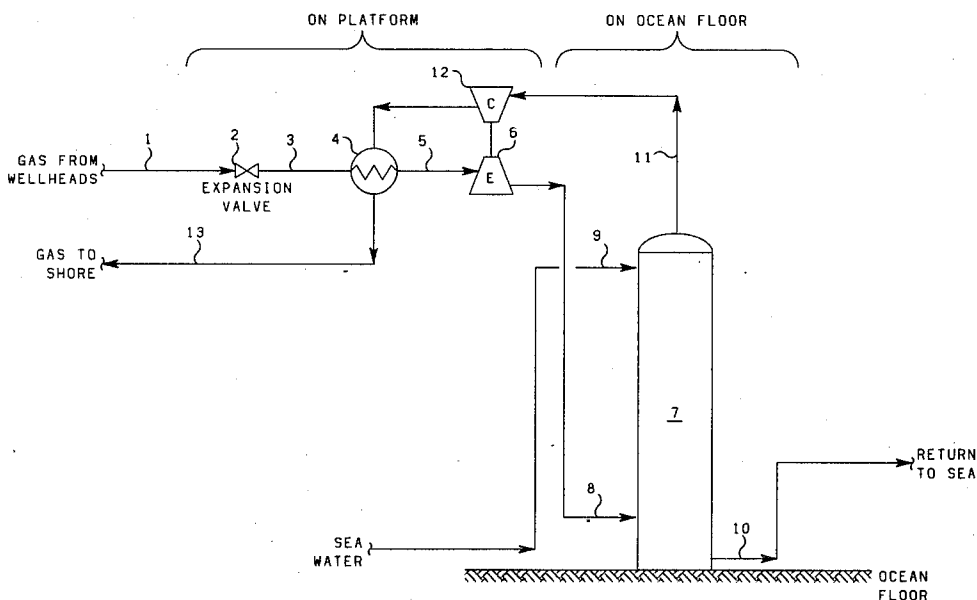 ON PLATFORM
ON OCEAN FLOOR
12
C
1
2
3
4
5
6
GAS FROM
WELLHEADS
EXPANSION
VALVE
E
11
13
9
GAS TO
SHORE
7
8
RETURN
TO SEA
10
SEA
WATER
OCEAN
FLOOR